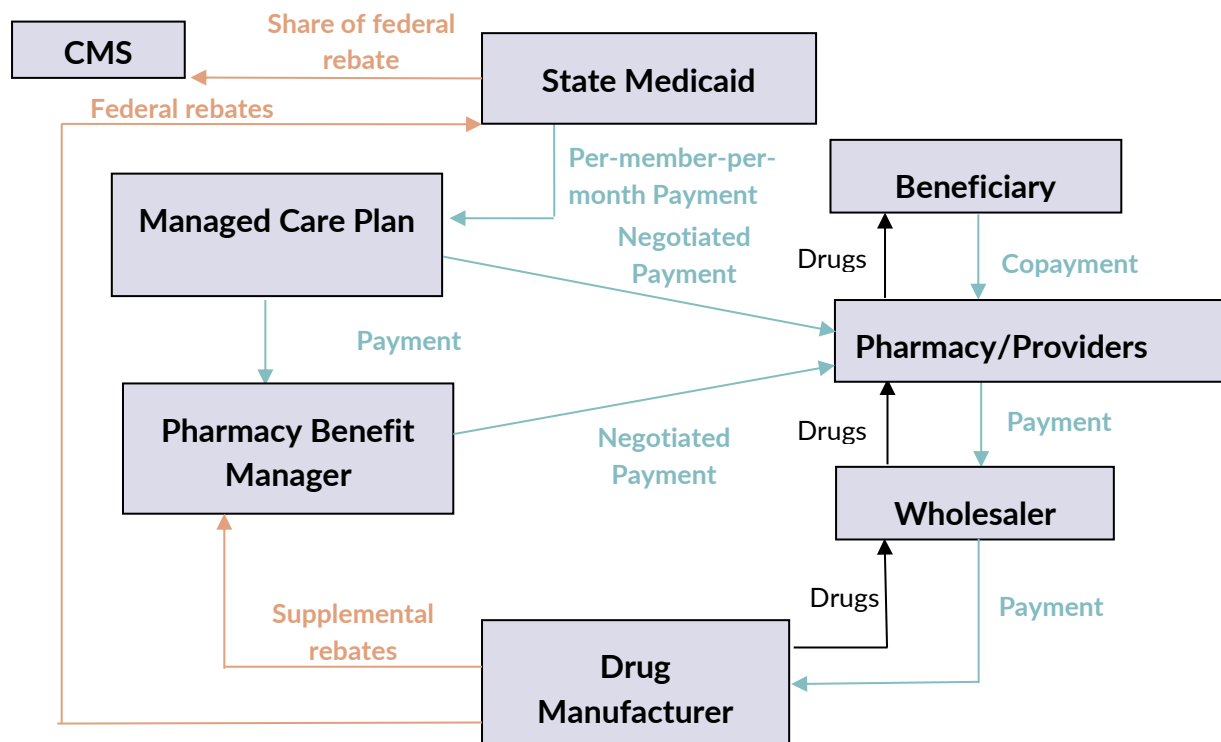 Share of federal
rebate
CMS
State Medicaid
Federal rebates
Per-member-per-
month Payment
Beneficiary
Managed Care Plan
Negotiated
Payment
Drugs
Copayment
Payment
Pharmacy/Providers
Pharmacy Benefit
Manager
Negotiated
Payment
Drugs
Payment
Wholesaler
Drugs
Payment
Supplemental
rebates
Drug
Manufacturer